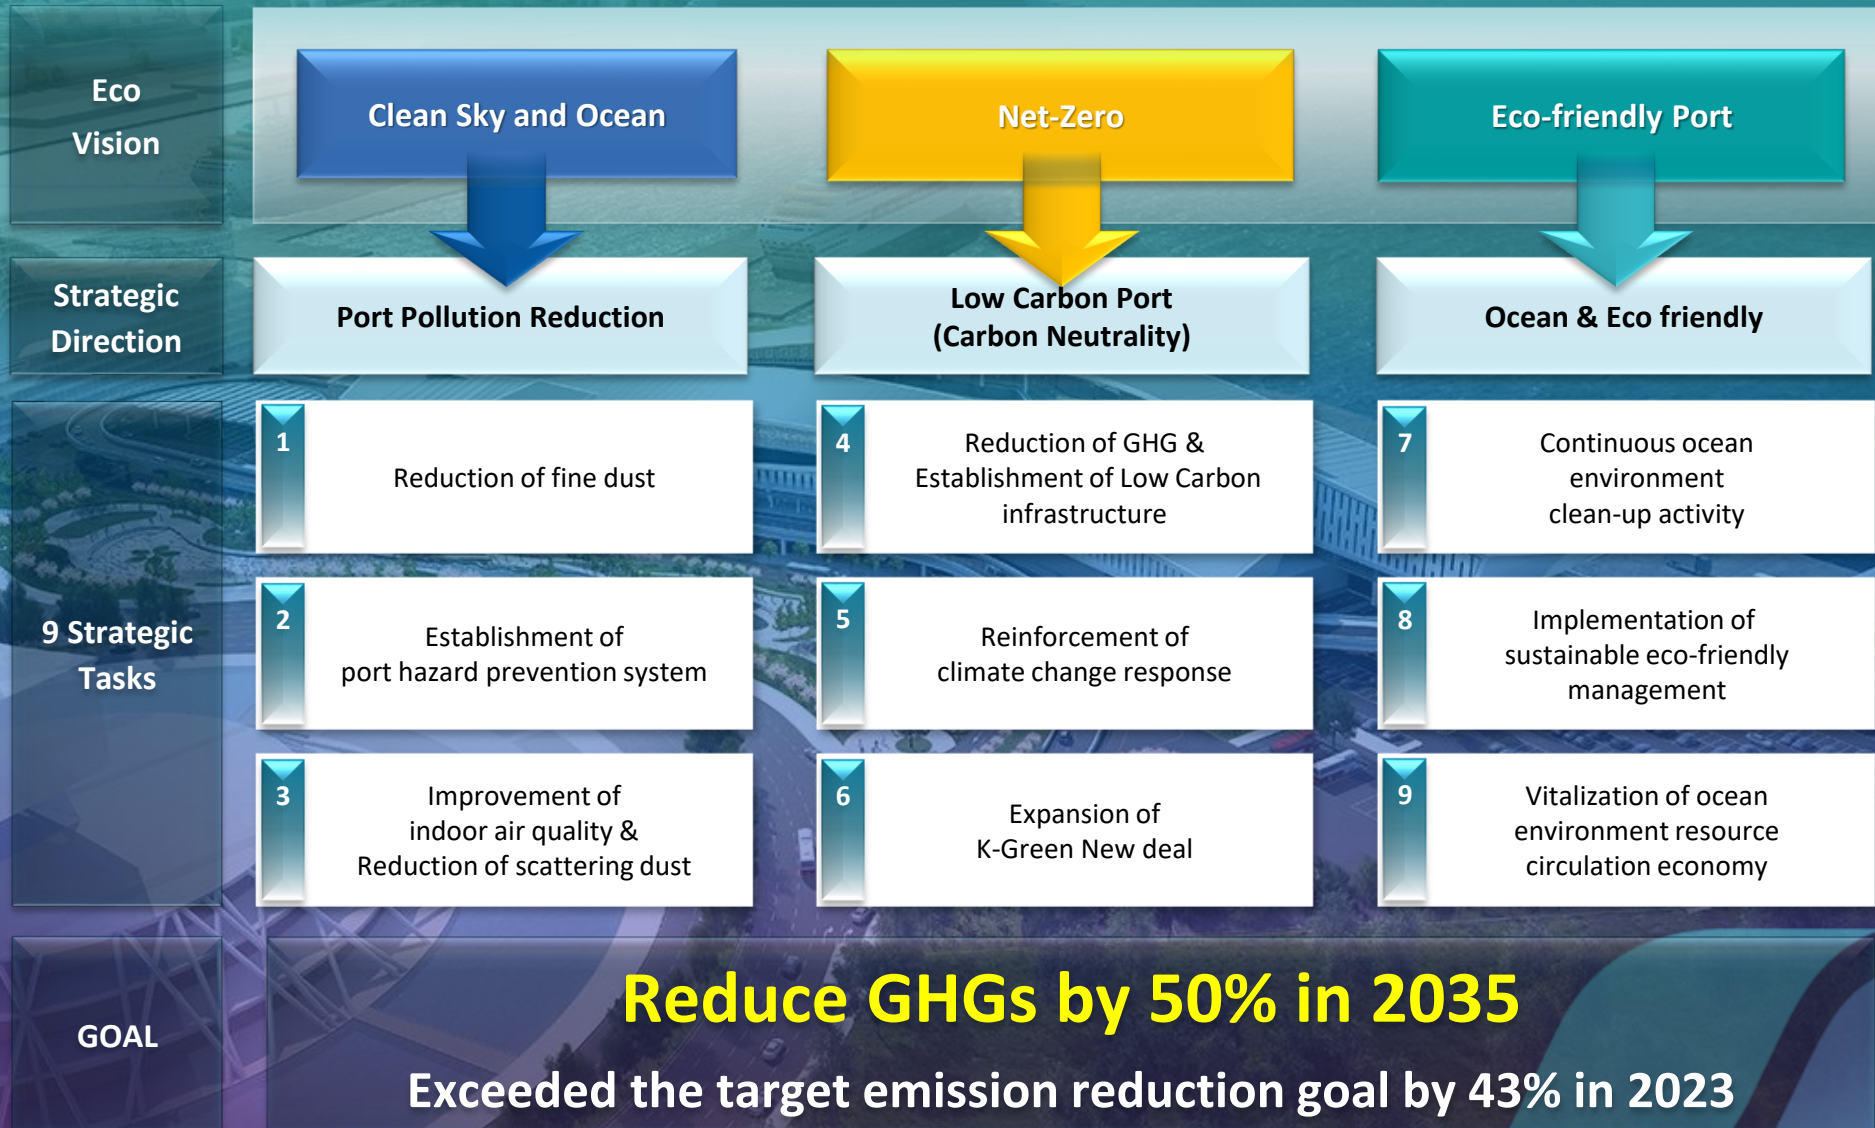 Eco
Vision
Clean Sky and Ocean
Net-Zero
Eco-friendly Port
Strategic
Direction
Port Pollution Reduction
Low Carbon Port
(Carbon Neutrality)
Ocean & Eco friendly
9 Strategic
Tasks
1
Reduction of fine dust
4
Reduction of GHG &
Establishment of Low Carbon
infrastructure
7
Continuous ocean
environment
clean-up activity
2
Establishment of
port hazard prevention system
5
Reinforcement of
climate change response
8
Implementation of
sustainable eco-friendly
management
3
Improvement of
indoor air quality &
Reduction of scattering dust
6
Expansion of
K-Green New deal
9
Vitalization of ocean
environment resource
circulation economy
GOAL
Reduce GHGs by 50% in 2035
Exceeded the target emission reduction goal by 43% in 2023